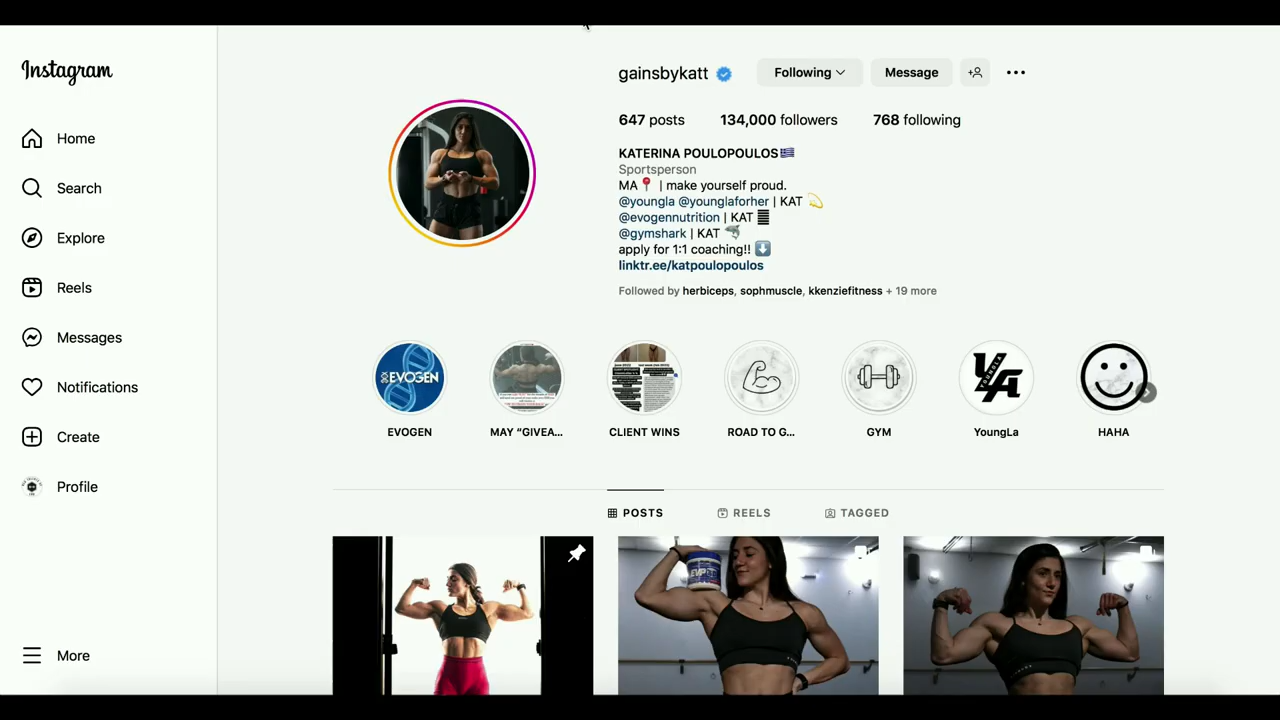 Instagram
Home
Search
Explore
Reels
Messages
Notifications
Create
Profile
More
gainsbykatt
Following
Message
647 posts
134,000 followers
768 following
KATERINA POULOPOULOS🇬🇷
Sportsperson
MA📍 | make yourself proud.
@youngla @younglaforher | KAT 💫
@evogennutrition | KAT 🧬
@gymshark | KAT 🦈
apply for 1:1 coaching!! ⬇️
linktr.ee/katpoulopoulos
Followed by herbiceps, sophmuscle, kkenziefitness + 19 more
EVOGEN
YA
EVOGEN
MAY “GIVEA...
CLIENT WINS
ROAD TO G...
GYM
YoungLa
HAHA
POSTS
REELS
TAGGED
EVP